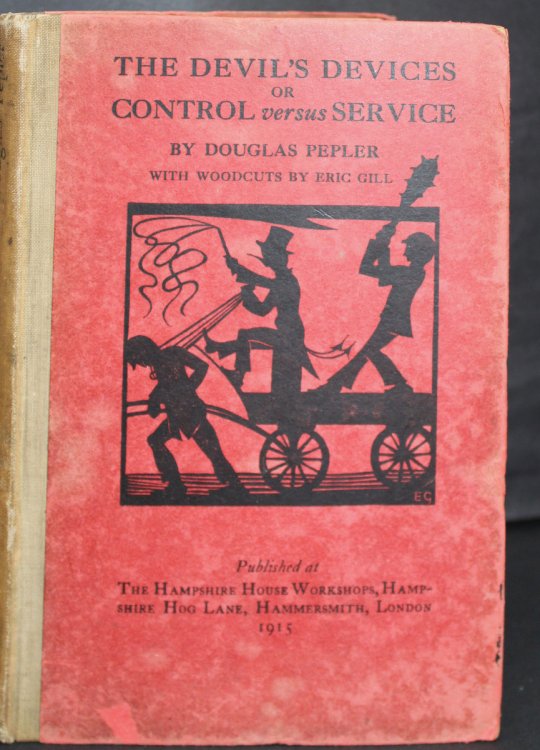 THE DEVIL'S DEVICES
OR
CONTROL versus SERVICE
BY DOUGLAS PEPLER
WITH WOODCUTS BY ERIC GILL
EG
Published at
THE HAMPSHIRE HOUSE WORKSHOPS, HAMP-
SHIRE HOG LANE, HAMMERSMITH, LONDON
1915